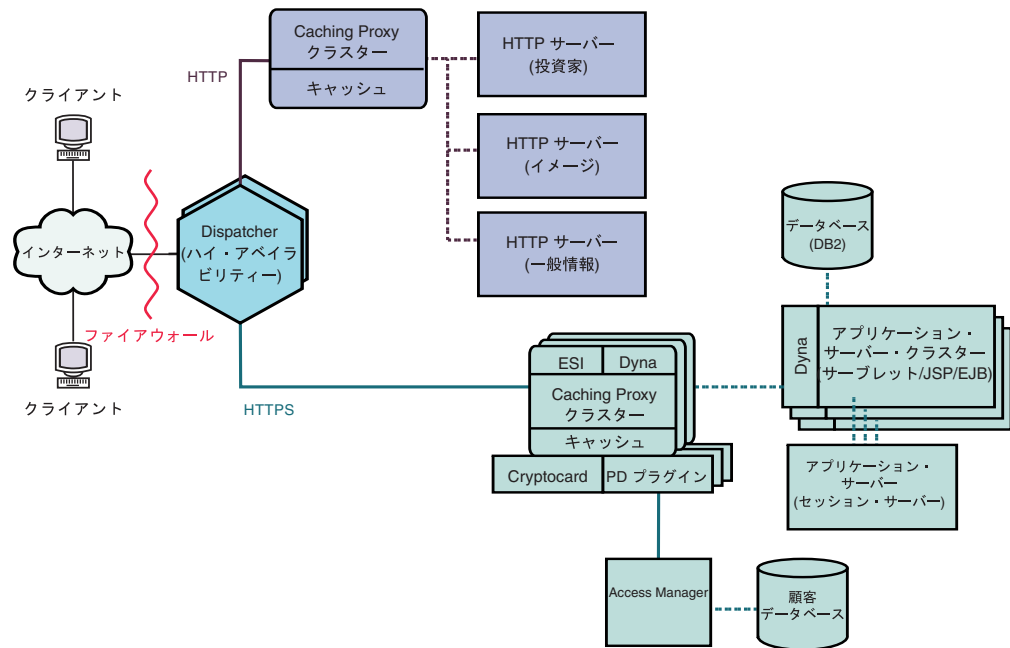 Caching Proxy
クラスター
キャッシュ
HTTP
HTTP サーバー
(投資家)
HTTP サーバー
(イメージ)
HTTP サーバー
(一般情報)
クライアント
インターネット
クライアント
ファイアウォール
Dispatcher
(ハイ・アベイラ
ビリティー)
HTTPS
ESI
Dyna
Caching Proxy
クラスター
キャッシュ
Cryptocard
PD プラグイン
データベース
(DB2)
Dyna
アプリケーション・
サーバー・クラスター
(サーブレット/JSP/EJB)
アプリケーション・
サーバー
(セッション・サーバー)
Access Manager
顧客
データベース